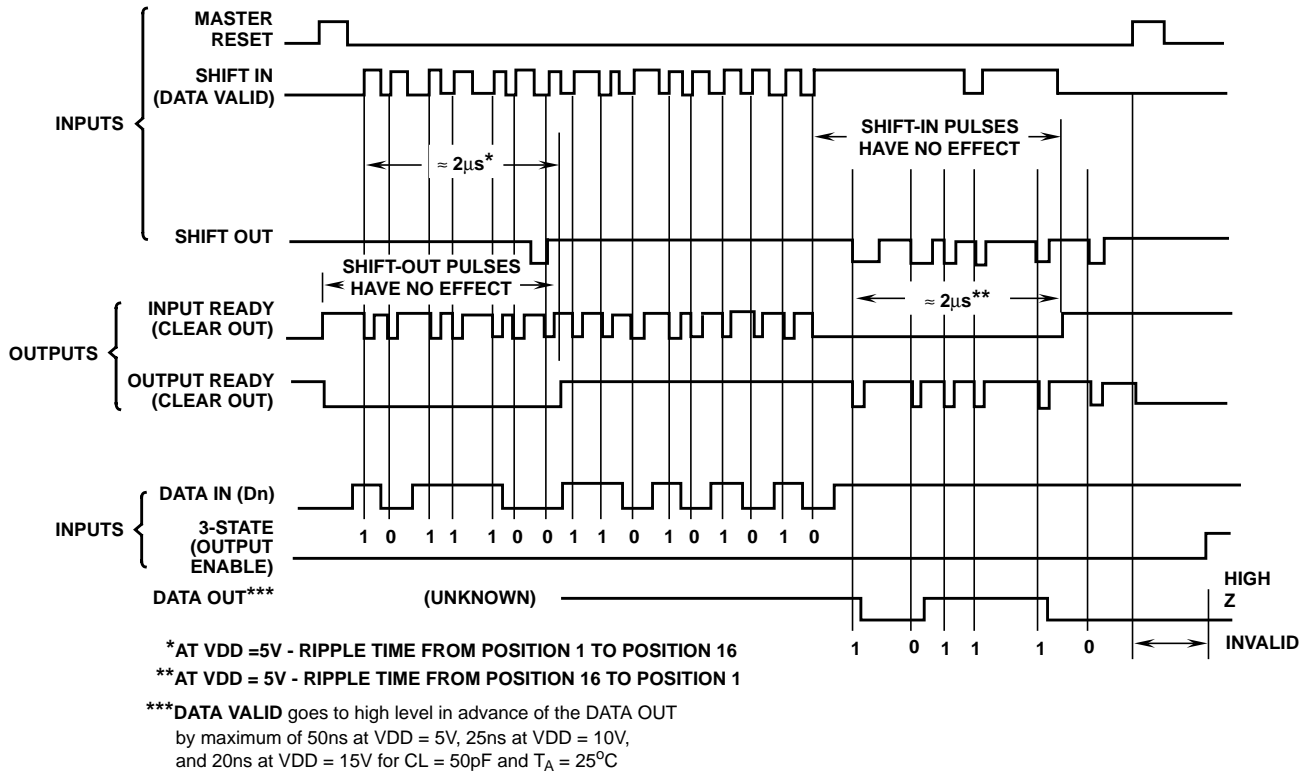 MASTER
RESET
SHIFT IN
(DATA VALID)
INPUTS
SHIFT-IN PULSES
HAVE NO EFFECT
≈ 2μs*
SHIFT OUT
SHIFT-OUT PULSES
HAVE NO EFFECT
≈ 2μs**
INPUT READY
(CLEAR OUT)
OUTPUTS
OUTPUT READY
(CLEAR OUT)
DATA IN (Dn)
INPUTS
3-STATE
(OUTPUT
ENABLE)
1 0 1 1 1 0 0 1 1 0 1 0 1 0 1 0
DATA OUT***
(UNKNOWN)
HIGH
Z
1 0 1 1 1 0
INVALID
*AT VDD =5V - RIPPLE TIME FROM POSITION 1 TO POSITION 16
**AT VDD = 5V - RIPPLE TIME FROM POSITION 16 TO POSITION 1
***DATA VALID goes to high level in advance of the DATA OUT
by maximum of 50ns at VDD = 5V, 25ns at VDD = 10V,
and 20ns at VDD = 15V for CL = 50pF and TA = 25oC